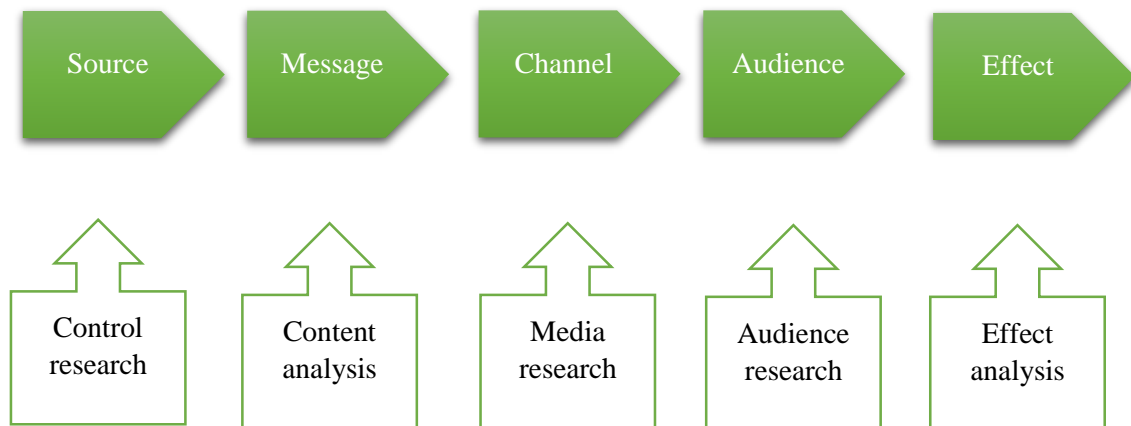 Source
Message
Channel
Audience
Effect
Control
research
Content
analysis
Media
research
Audience
research
Effect
analysis